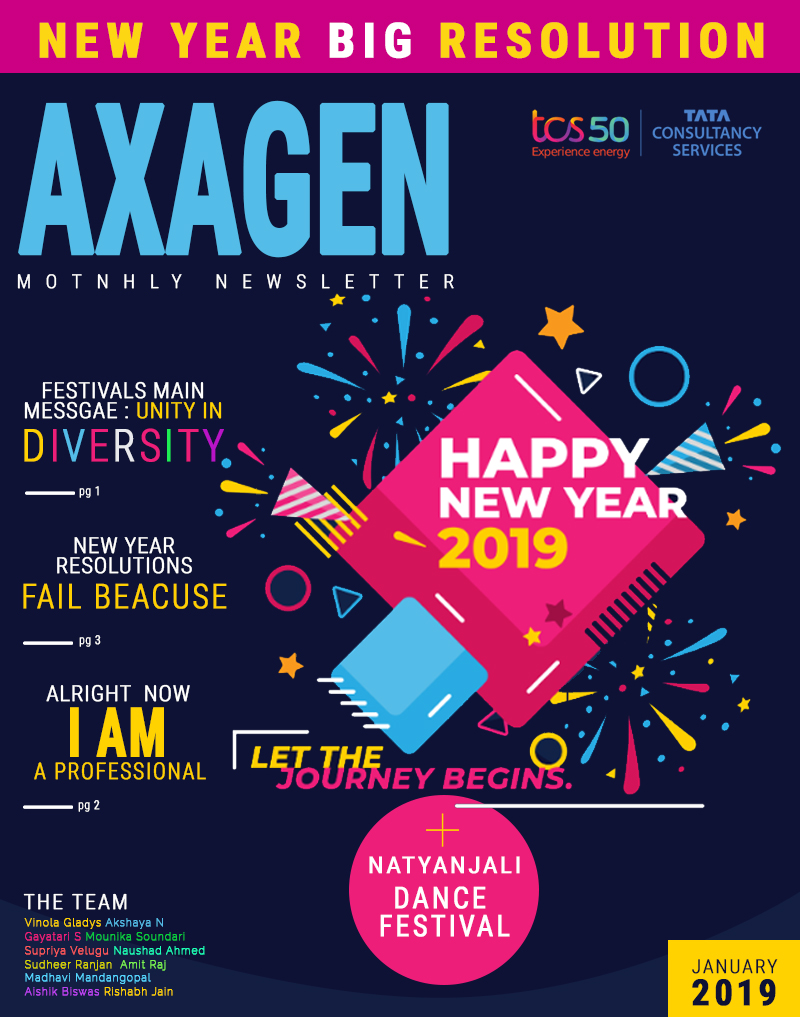 NEW YEAR BIG RESOLUTION
AXAGEN
MOTNHLY NEWSLETTER
tcs 50
Experience energy
TATA
CONSULTANCY
SERVICES
FESTIVALS MAIN
MESSGAE : UNITY IN
DIVERSITY
pg 1
NEW YEAR
RESOLUTIONS
FAIL BEACUSE
pg 3
ALRIGHT NOW
I AM
A PROFESSIONAL
pg 2
HAPPY
NEW YEAR
2019
LET THE
JOURNEY BEGINS.
+
NATYANJALI
DANCE
FESTIVAL
THE TEAM
Vinola Gladys Akshaya N
Gayatari S Mounika Soundari
Supriya Velugu Naushad Ahmed
Sudheer Ranjan Amit Raj
Madhavi Mandangopal
Aishik Biswas Rishabh Jain
JANUARY
2019